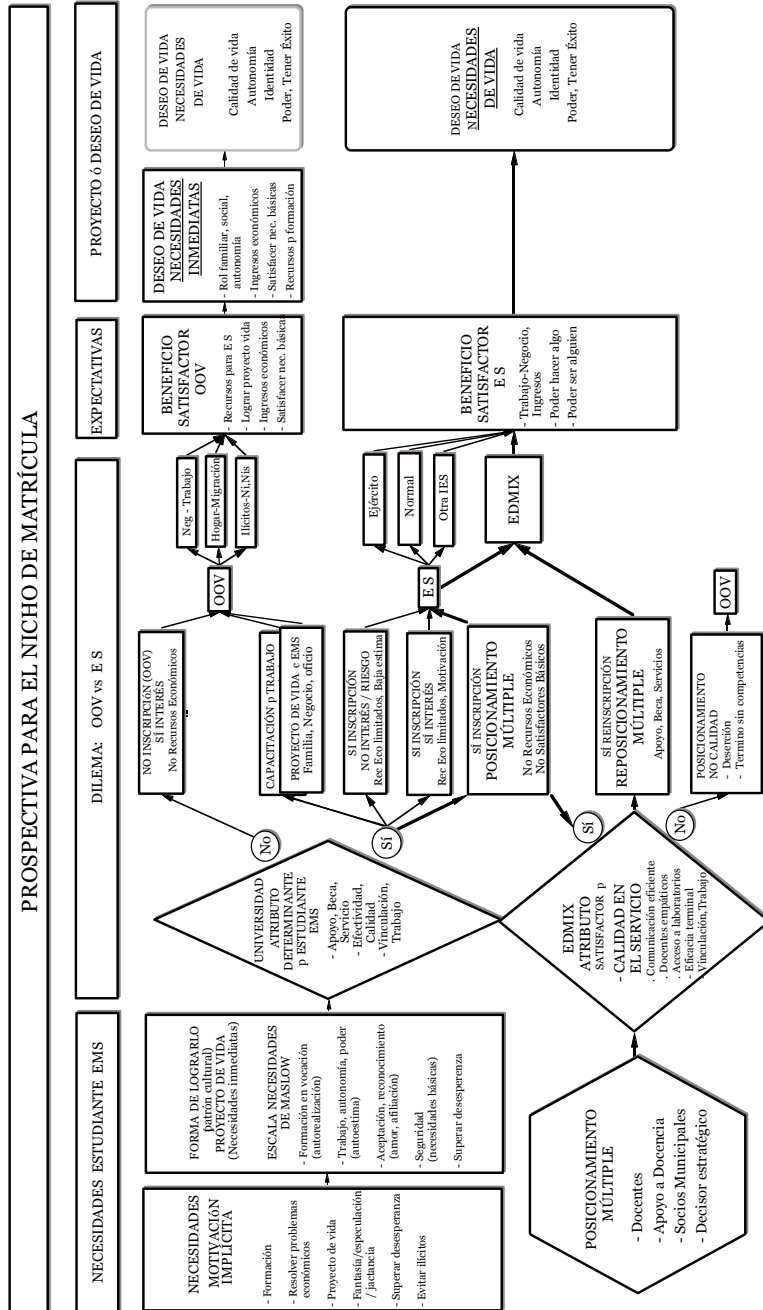 PROSPECTIVA PARA EL NICHO DE MATRÍCULA
NECESIDADES ESTUDIANTE EMS
DILEMA: OOV vs E S
EXPECTATIVAS
PROYECTO ó DESEO DE VIDA
NECESIDADES
MOTIVACIÓN
IMPLÍCITA
- Formación
- Resolver problemas
económicos
- Proyecto de vida
- Fantasía/especulación
/ jactancia
- Superar desesperanza
- Evitar ilícitos
FORMA DE LOGRARLO
patrón cultural)
PROYECTO DE VIDA
(Necesidades inmediatas)
ESCALA NECESIDADES
DE MASLOW
- Formación en vocación
(autorealización)
- Trabajo, autonomía, poder
(autoestima)
- Aceptación, reconocimiento
(amor, afiliación)
- Seguridad
(necesidades básicas)
- Superar desesperenza
UNIVERSIDAD
ATRIBUTO
DETERMINANTE
p ESTUDIANTE
EMS
- Apoyo, Beca,
Servicio
- Efectividad,
Calidad
- Vinculación,
Trabajo
No
Sí
NO INSCRIPCIóN (OOV)
SÍ INTERÉS
No Recursos Económicos
CAPACITACIÓN p TRABAJO
PROYECTO DE VIDA c EMS
Familia, Negocio, oficio
SI INSCRIPCIÓN
NO INTERÉS / RIESGO
Rec Eco limitados, Baja estima
SI INSCRIPCIÓN
SÍ INTERÉS
Rec Eco limitados, Motivación
SÍ INSCRIPCIÓN
POSICIONAMIENTO
MÚLTIPLE
No Recursos Económicos
No Satisfactores Básicos
OOV
Neg - Trabajo
Hogar-Migración
Ilícitos-Ni,Nis
E S
Ejército
Normal
Otra IES
EDMIX
BENEFICIO
SATISFACTOR
OOV
- Recursos para E S
- Lograr proyecto vida
- Ingresos económicos
- Satisfacer nec. básicas
DESEO DE VIDA
NECESIDADES
INMEDIATAS
- Rol familiar, social,
autonomía
- Ingresos económicos
- Satisfacer nec. básicas
- Recursos p formación
DESEO DE VIDA
NECESIDADES
DE VIDA
Calidad de vida
Autonomía
Identidad
Poder, Tener Éxito
BENEFICIO
SATISFACTOR
E S
- Trabajo-Negocio,
Ingresos
- Poder hacer algo
- Poder ser alguien
DESEO DE VIDA
NECESIDADES
DE VIDA
Calidad de vida
Autonomía
Identidad
Poder, Tener Éxito
POSICIONAMIENTO
MÚLTIPLE
- Docentes
- Apoyo a Docencia
- Socios Municipales
- Decisor estratégico
EDMIX
ATRIBUTO
SATISFACTOR p
- CALIDAD EN
EL SERVICIO
. Comunicación eficiente
. Docentes empáticos
. Acceso a laboratorios
- Eficacia terminal
- Vinculación, Trabajo
Sí
No
SÍ REINSCRIPCIÓN
REPOSICIONAMIENTO
MÚLTIPLE
Apoyo, Beca, Servicios
POSICIONAMIENTO
NO CALIDAD
- Deserción
- Termino sin competencias
OOV